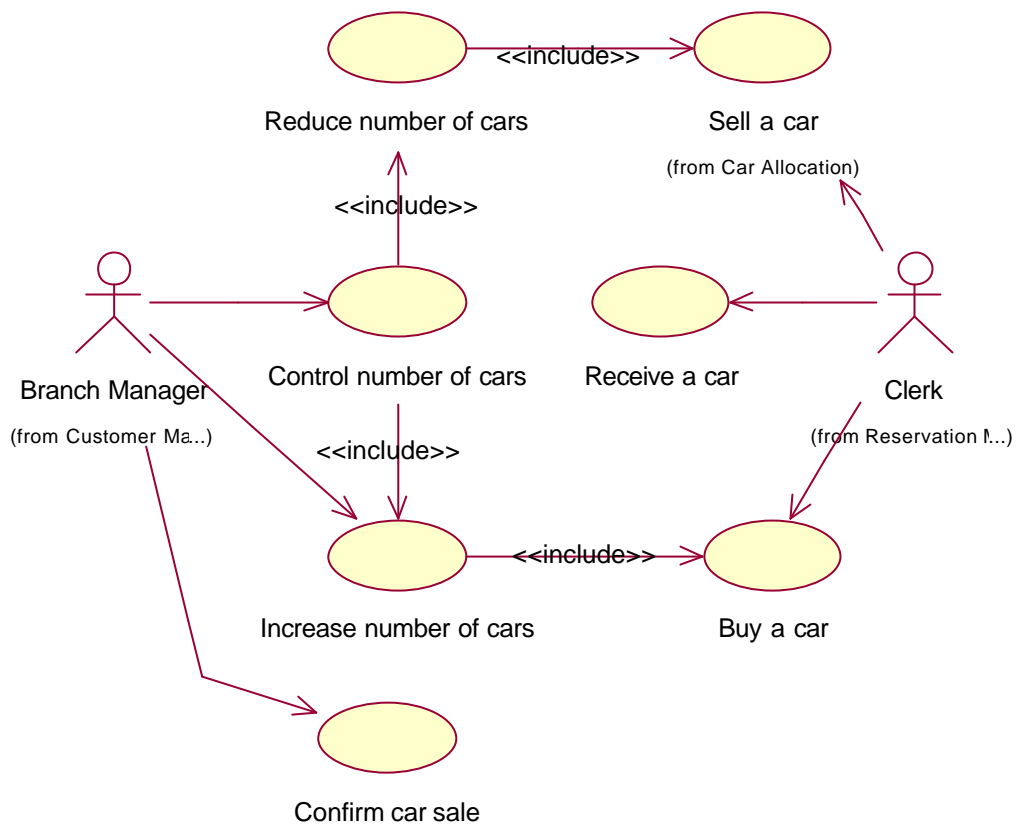 <<include>>
Reduce number of cars
Sell a car
(from Car Allocation)
<<include>>
Branch Manager
(from Customer Ma...)
Control number of cars
Receive a car
Clerk
(from Reservation M...)
<<include>>
<<include>>
Increase number of cars
Buy a car
Confirm car sale